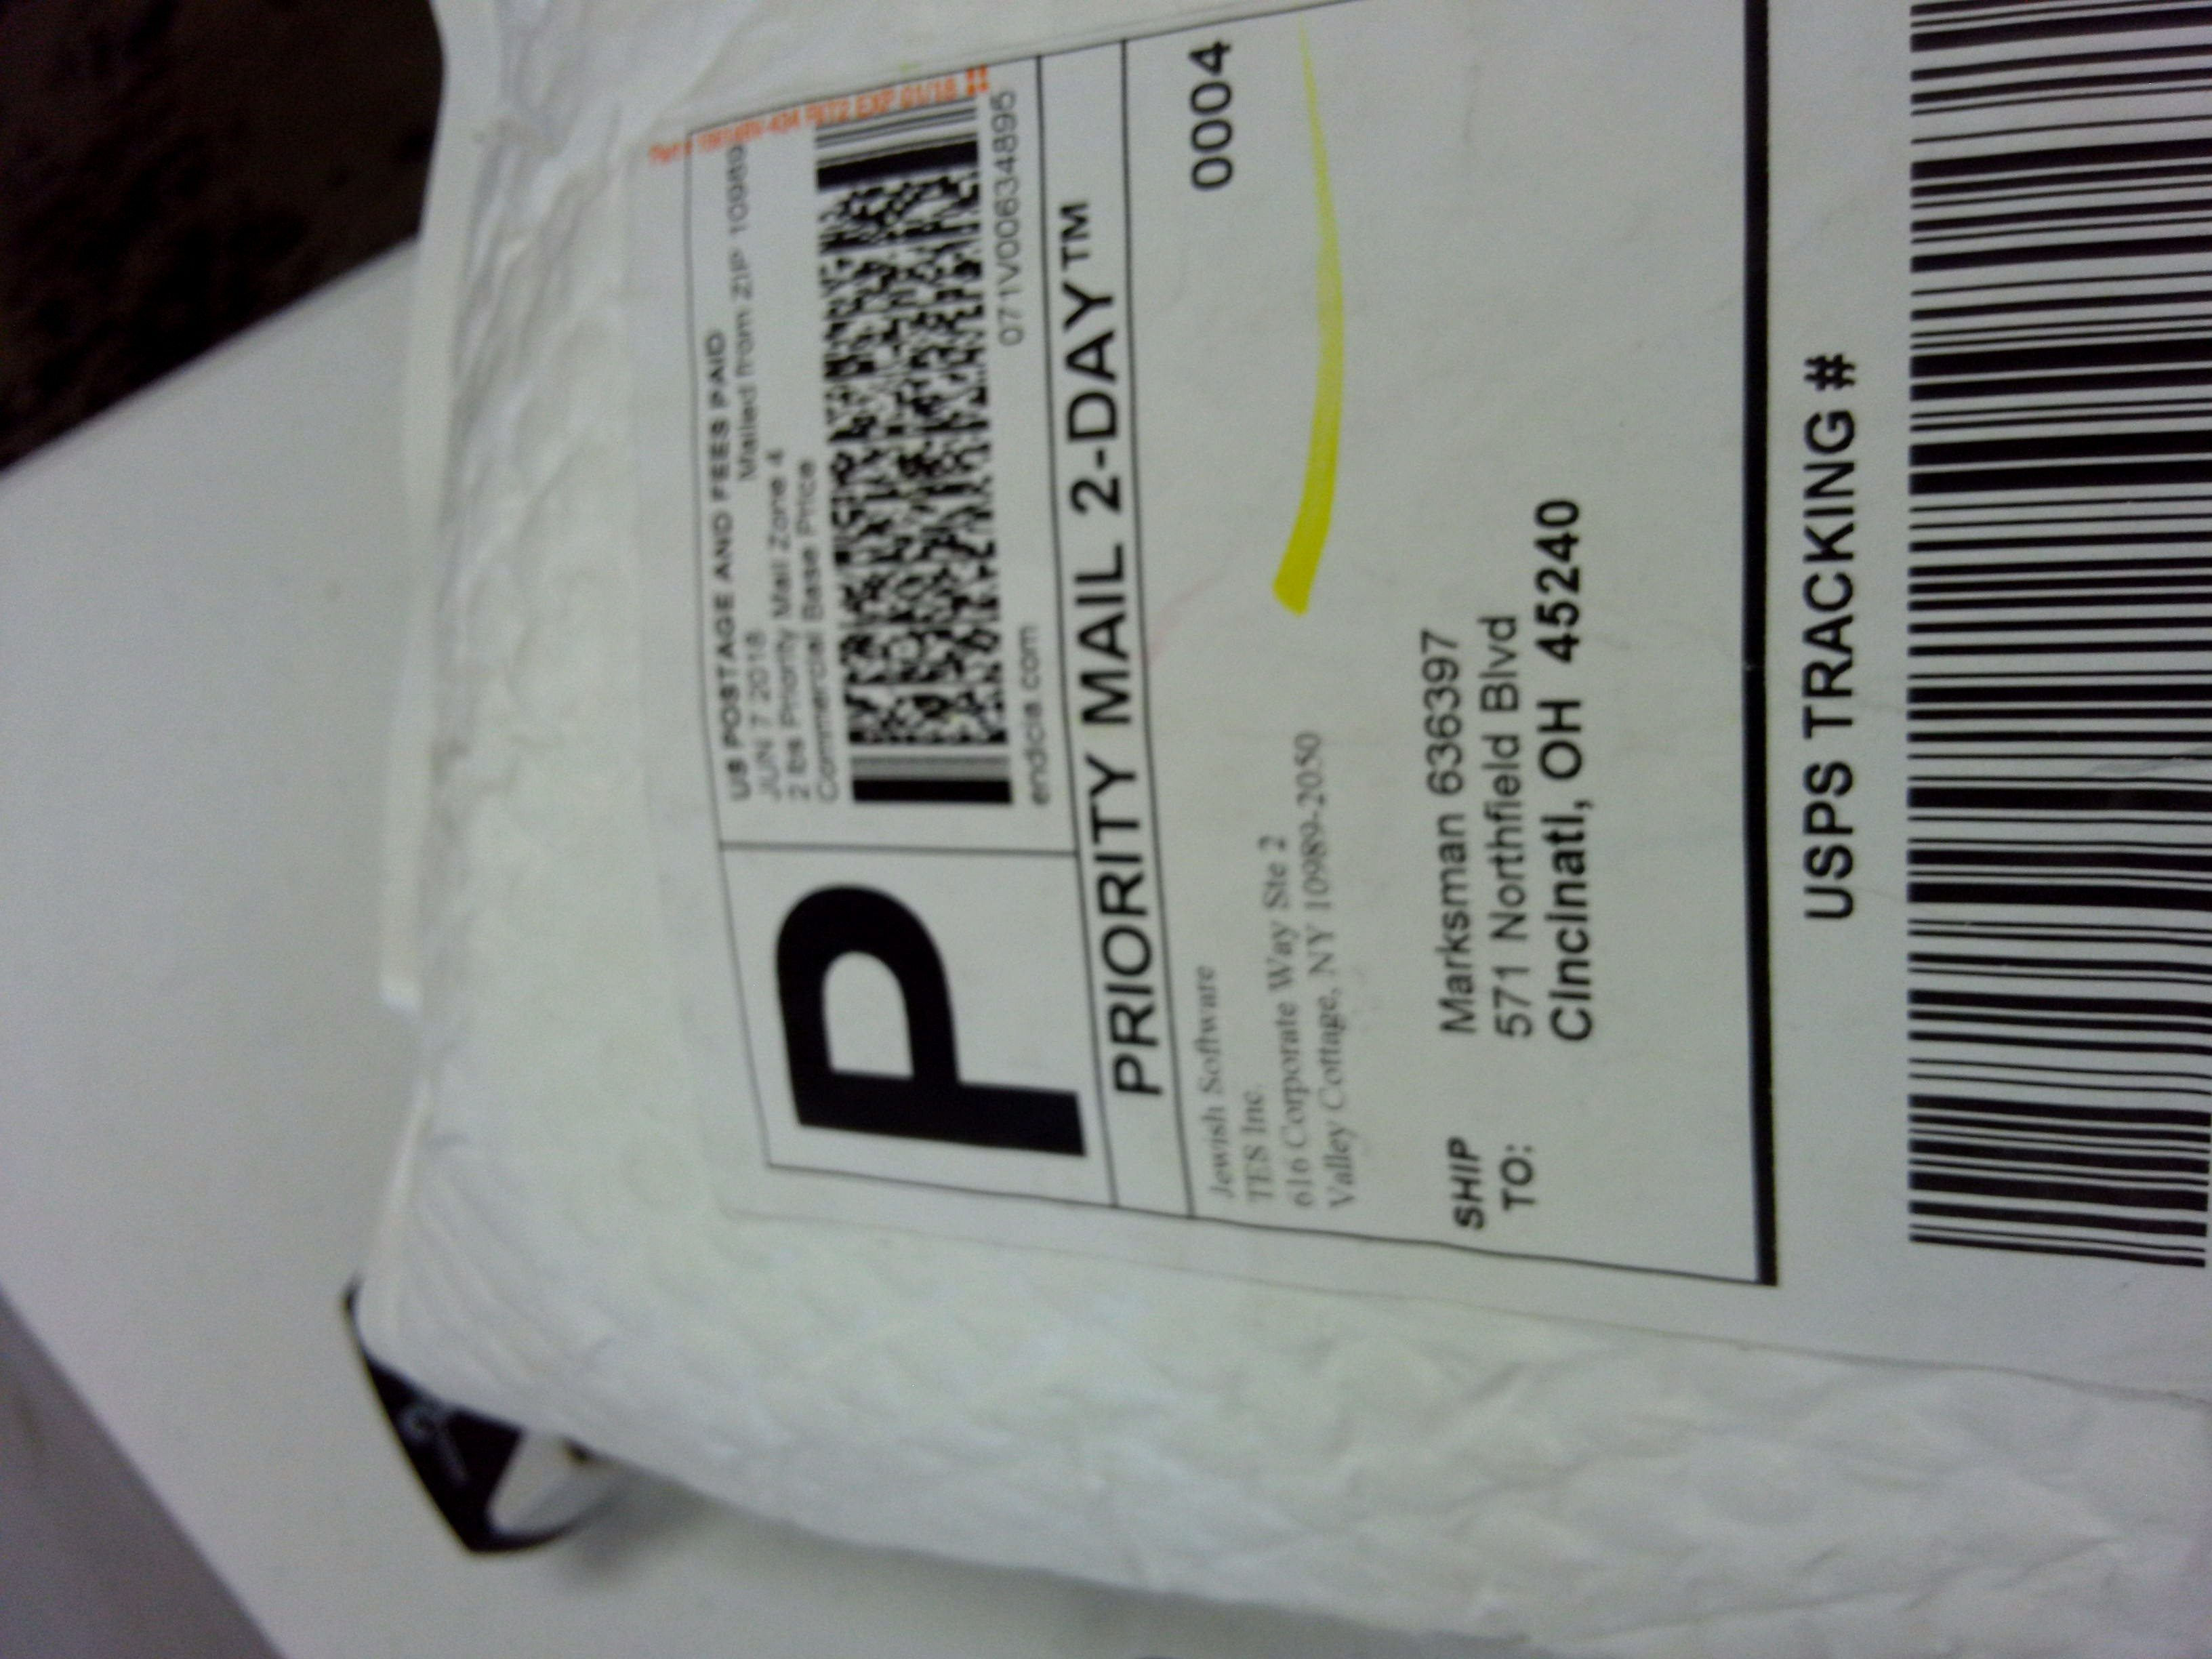 US POSTAGE AND FEES PAID
JUN 7 2018
Mailed from ZIP 10989
2 lbs Priority Mail Zone 4
Commercial Base Price
endicia.com
071V00634895
P
PRIORITY MAIL 2-DAY™
0004
Jewish Software
TES Inc.
616 Corporate Way Ste 2
Valley Cottage, NY 10989-2050
SHIP TO:
Marksman 636397
571 Northfield Blvd
Cincinati, OH 45240
USPS TRACKING #